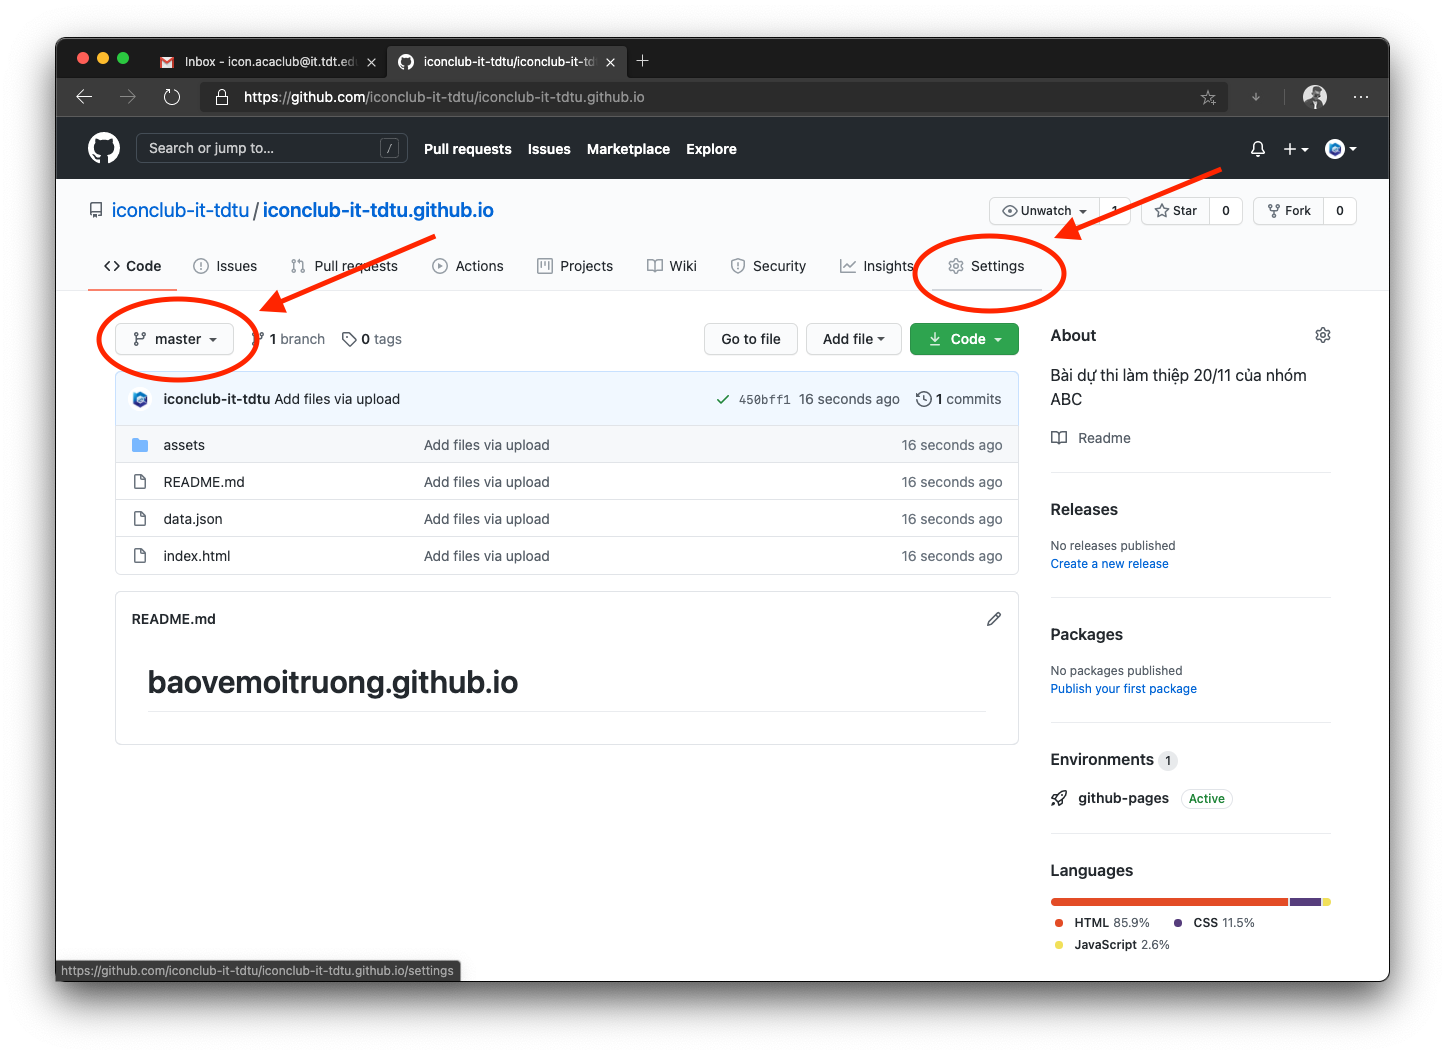 Inbox - icon.acaclub@it.tdt.ed
iconclub-it-tdtu/iconclub-it-td
https://github.com/iconclub-it-tdtu/iconclub-it-tdtu.github.io
Search or jump to... /
Pull requests Issues Marketplace Explore
iconclub-it-tdtu / iconclub-it-tdtu.github.io
Unwatch 1 Star 0 Fork 0
Code Issues Pull requests Actions Projects Wiki Security Insights Settings
master 1 branch 0 tags Go to file Add file Code
iconclub-it-tdtu Add files via upload 450bff1 16 seconds ago 1 commits
assets Add files via upload 16 seconds ago
README.md Add files via upload 16 seconds ago
data.json Add files via upload 16 seconds ago
index.html Add files via upload 16 seconds ago
README.md
baovemoitruong.github.io
About
Bài dự thi làm thiệp 20/11 của nhóm
ABC
Readme
Releases
No releases published
Create a new release
Packages
No packages published
Publish your first package
Environments 1
github-pages Active
Languages
HTML 85.9% CSS 11.5%
JavaScript 2.6%
https://github.com/iconclub-it-tdtu/iconclub-it-tdtu.github.io/settings